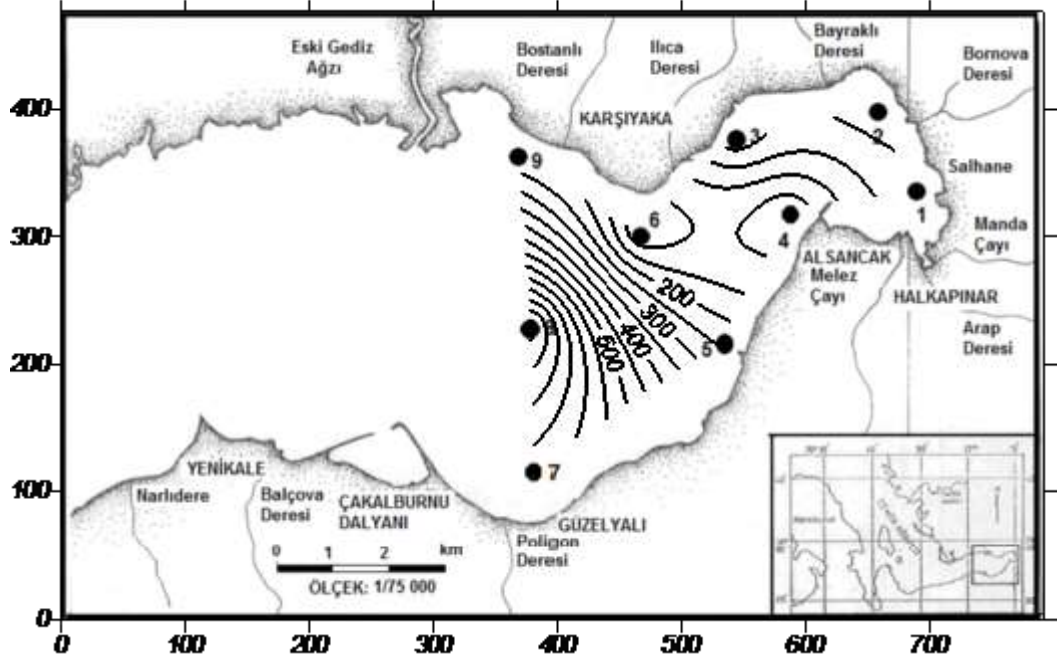 Eski Gediz
Ağzı
Bostanlı
Deresi
Ilıca
Deresi
Bayraklı
Deresi
Bornova
Deresi
400
KARŞIYAKA
3
2
9
Salhane
1
6
4
300
Manda
Çayı
ALSANCAK
Melez
Çayı
HALKAPINAR
200
300
400
500
Arap
Deresi
8
5
200
7
100
YENİKALE
Narlıdere
Balçova
Deresi
ÇAKALBURNU
DALYANI
GÜZELYALI
Poligon
Deresi
0 1 2 km
ÖLÇEK: 1/75 000
0
0 100 200 300 400 500 600 700